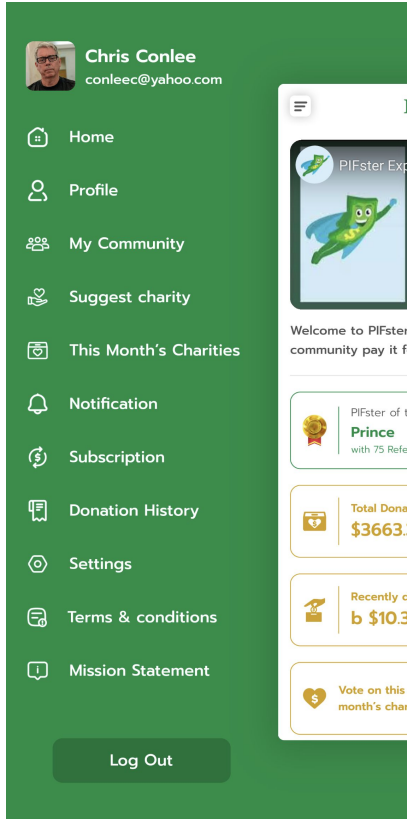 Chris Conlee
conleec@yahoo.com
Home
Profile
My Community
Suggest charity
This Month's Charities
Notification
Subscription
Donation History
Settings
Terms & conditions
Mission Statement
Log Out
PIFster Exp
Welcome to PIFster
community pay it f
PIFster of t
Prince
with 75 Refe
Total Dona
$3663.
Recently d
b $10.3
Vote on this
month's char